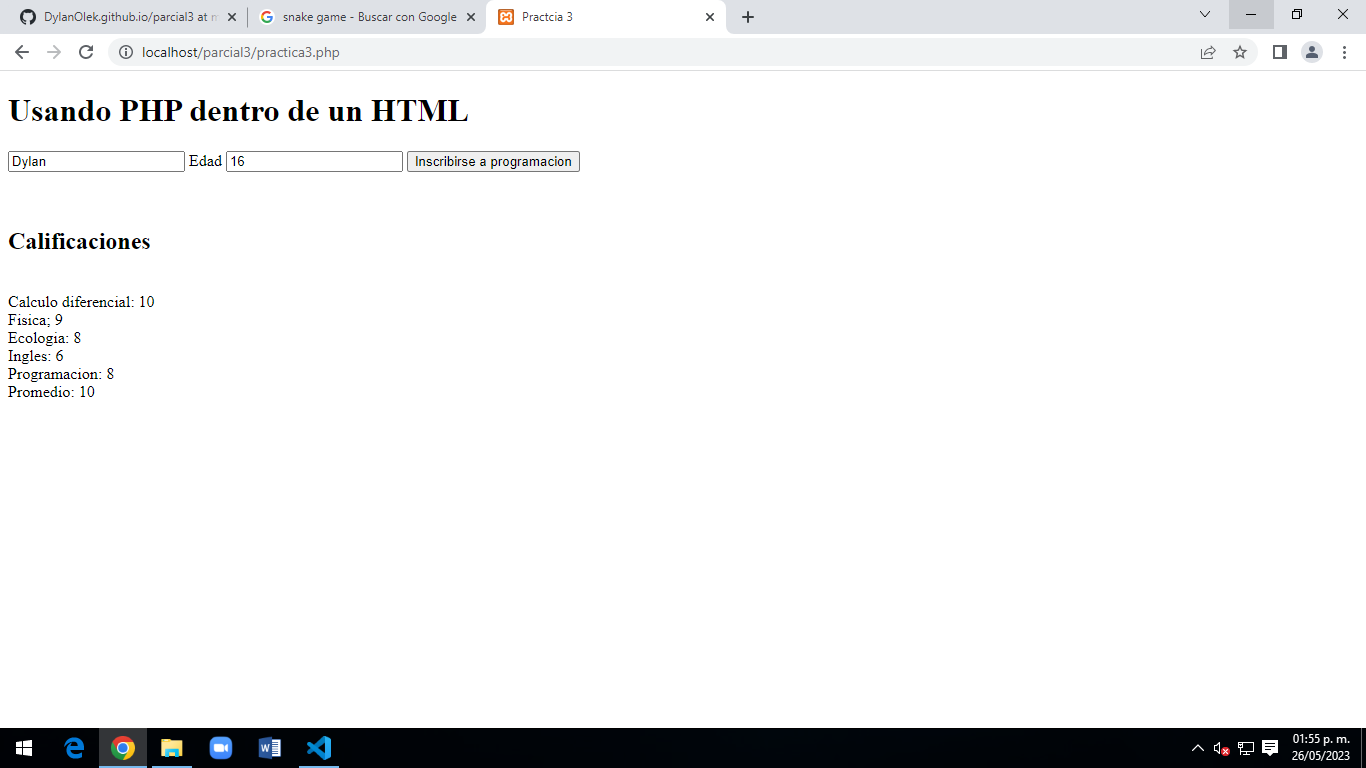 DylanOlek.github.io/parcial3 at m
snake game - Buscar con Google
Practcia 3
localhost/parcial3/practica3.php
Usando PHP dentro de un HTML
Dylan Edad 16 Inscribirse a programacion
Calificaciones
Calculo diferencial: 10
Fisica; 9
Ecologia: 8
Ingles: 6
Programacion: 8
Promedio: 10
01:55 p. m.
26/05/2023